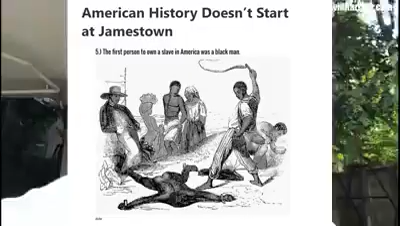 American History Doesn't Start
at Jamestown
5.) The first person to own a slave in America was a black man.